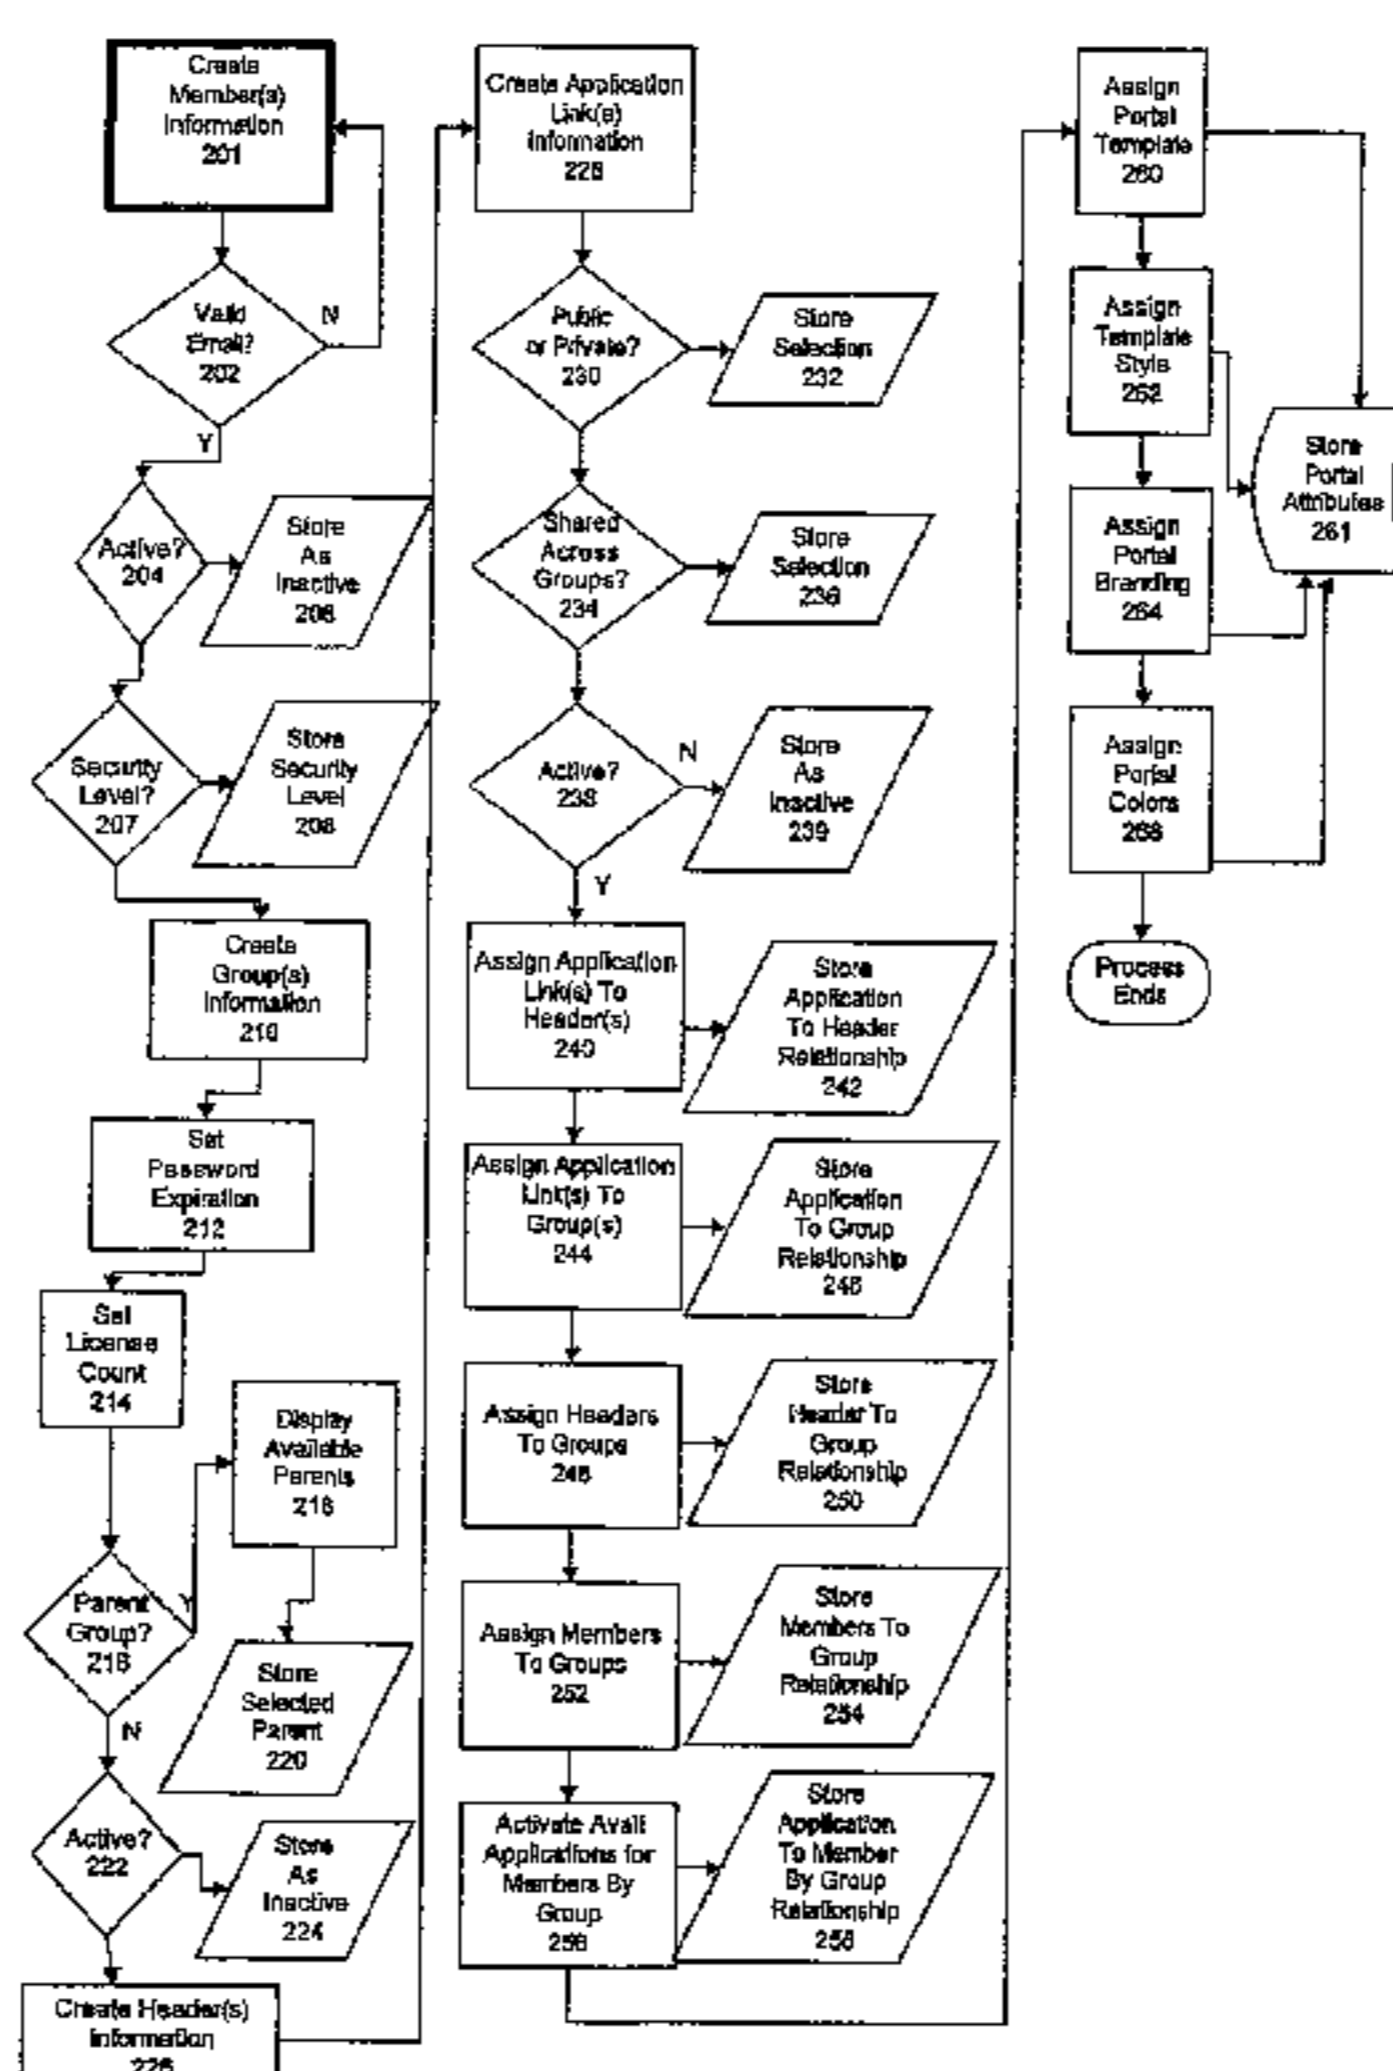 Create
Member(s)
Information
201
Valid
Email?
202
N
Y
Active?
204
Store
As
Inactive
206
Security
Level?
207
Store
Security
Level
208
Create
Group(s)
Information
210
Set
Password
Expiration
212
Set
License
Count
214
Display
Available
Parents
218
Parent
Group?
216
Y
N
Store
Selected
Parent
220
Active?
222
Store
As
Inactive
224
Create Header(s)
Information
226
Create Application
Link(s)
Information
228
Public
or Private?
230
Store
Selection
232
Shared
Across
Groups?
234
Store
Selection
236
Active?
238
N
Y
Store
As
Inactive
239
Assign Application
Link(s) To
Header(s)
240
Store
Application
To Header
Relationship
242
Assign Application
Link(s) To
Group(s)
244
Store
Application
To Group
Relationship
246
Assign Headers
To Groups
248
Store
Header To
Group
Relationship
250
Assign Members
To Groups
252
Store
Members To
Group
Relationship
254
Activate Avail
Applications for
Members By
Group
256
Store
Application
To Member
By Group
Relationship
258
Assign
Portal
Template
260
Assign
Template
Style
262
Store
Portal
Attributes
261
Assign
Portal
Branding
264
Assign
Portal
Colors
268
Process
Ends